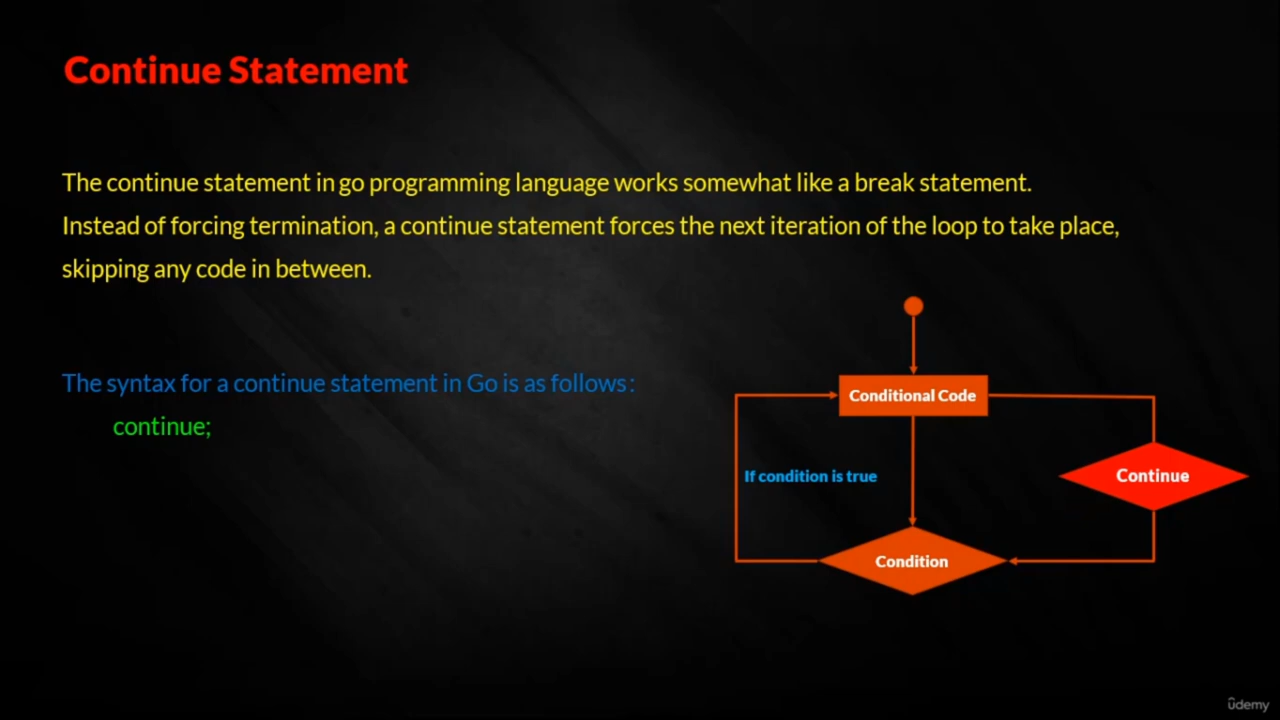 Continue Statement
The continue statement in go programming language works somewhat like a break statement.
Instead of forcing termination, a continue statement forces the next iteration of the loop to take place,
skipping any code in between.
The syntax for a continue statement in Go is as follows:
continue;
Conditional Code
If condition is true
Continue
Condition
ûdemy